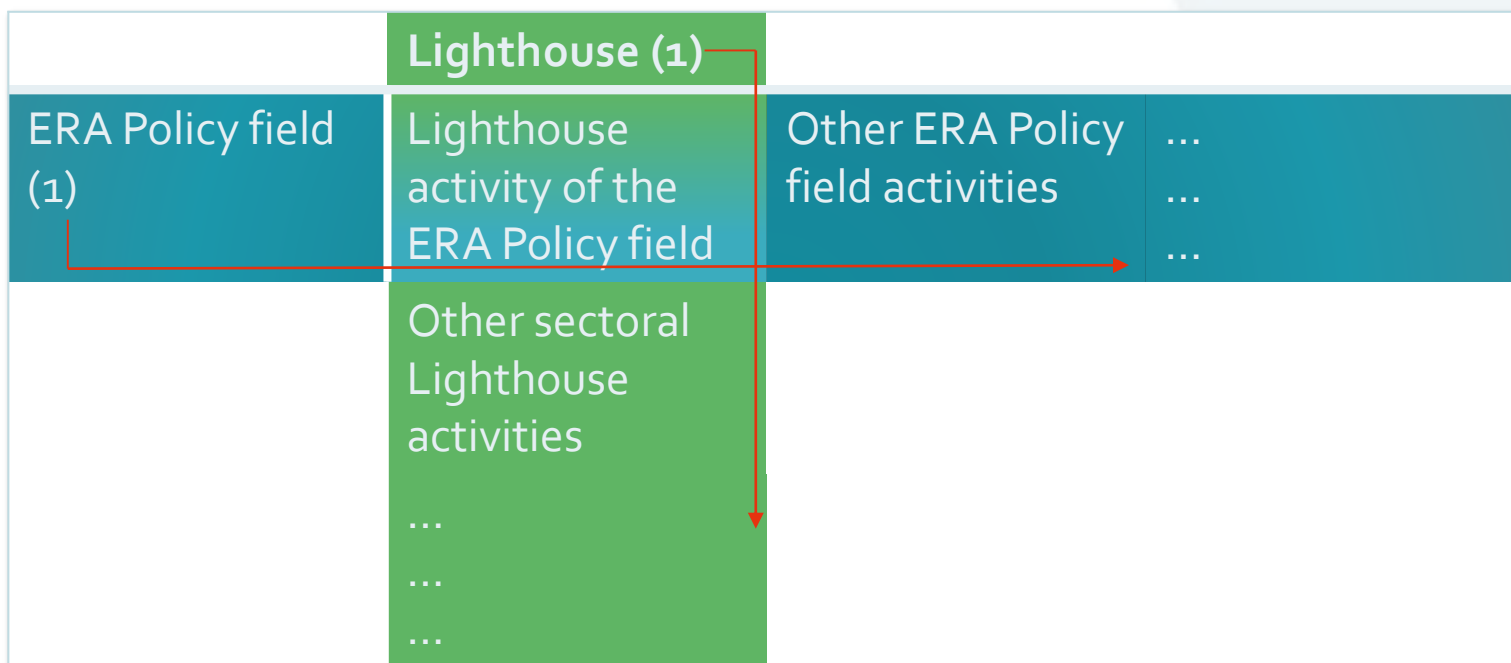 Lighthouse (1)
ERA Policy field
(1)
Lighthouse
activity of the
ERA Policy field
Other ERA Policy
field activities
...
...
...
Other sectoral
Lighthouse
activities
...
...
...